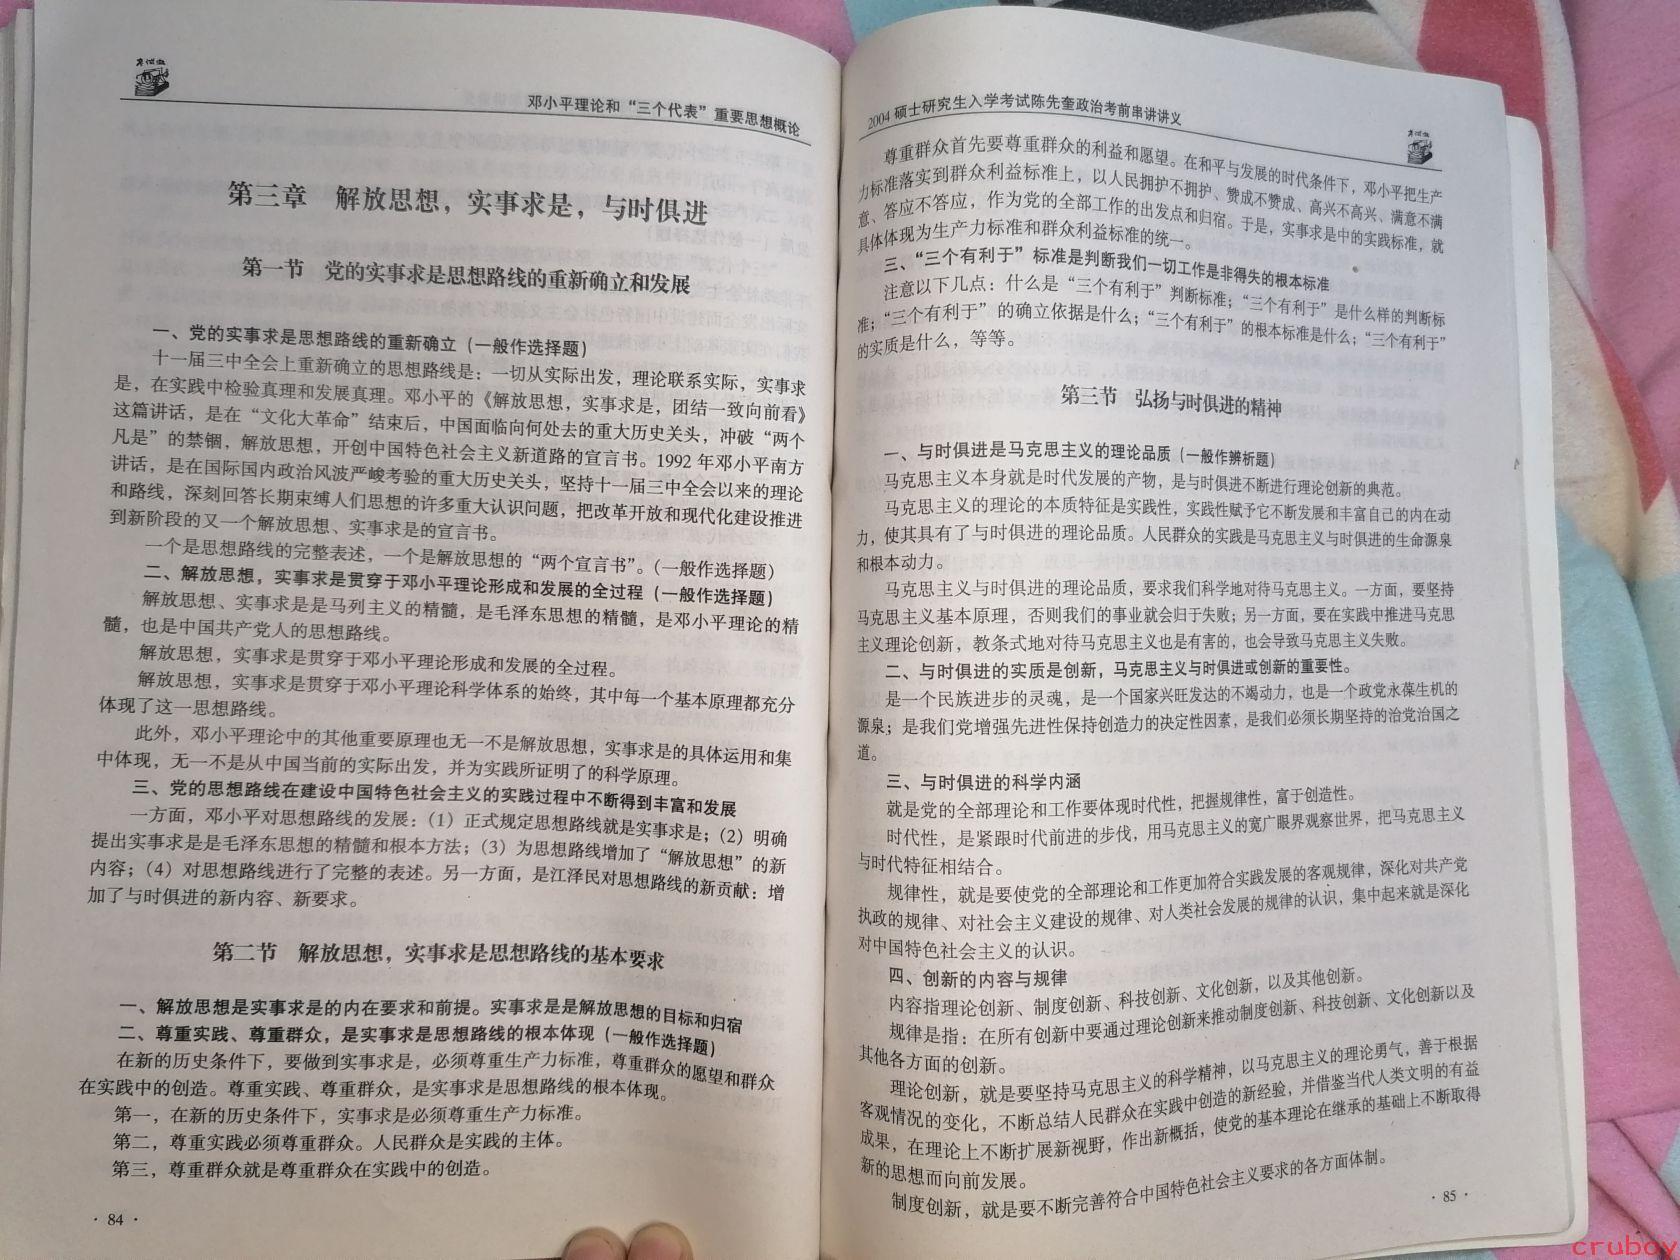 邓小平理论和“三个代表”重要思想概论
第三章 解放思想，实事求是，与时俱进
第一节 党的实事求是思想路线的重新确立和发展
一、党的实事求是思想路线的重新确立（一般作选择题）
十一届三中全会上重新确立的思想路线是：一切从实际出发，理论联系实际，实事求
是，在实践中检验真理和发展真理。邓小平的《解放思想，实事求是，团结一致向前看》
这篇讲话，是在“文化大革命”结束后，中国面临向何处去的重大历史关头，冲破“两个
凡是”的禁锢，解放思想，开创中国特色社会主义新道路的宣言书。1992年邓小平南方
讲话，是在国际国内政治风波严峻考验的重大历史关头，坚持十一届三中全会以来的理论
和路线，深刻回答长期束缚人们思想的许多重大认识问题，把改革开放和现代化建设推进
到新阶段的又一个解放思想、实事求是的宣言书。
一个是思想路线的完整表述，一个是解放思想的“两个宣言书”。（一般作选择题）
二、解放思想，实事求是贯穿于邓小平理论形成和发展的全过程（一般作选择题）
解放思想、实事求是是马列主义的精髓，是毛泽东思想的精髓，是邓小平理论的精
髓，也是中国共产党人的思想路线。
解放思想，实事求是贯穿于邓小平理论形成和发展的全过程。
解放思想，实事求是贯穿于邓小平理论科学体系的始终，其中每一个基本原理都充分
体现了这一思想路线。
此外，邓小平理论中的其他重要原理也无一不是解放思想，实事求是的具体运用和集
中体现，无一不是从中国当前的实际出发，并为实践所证明了的科学原理。
三、党的思想路线在建设中国特色社会主义的实践过程中不断得到丰富和发展
一方面，邓小平对思想路线的发展：（1）正式规定思想路线就是实事求是；（2）明确
提出实事求是是毛泽东思想的精髓和根本方法；（3）为思想路线增加了“解放思想”的新
内容；（4）对思想路线进行了完整的表述。另一方面，是江泽民对思想路线的新贡献：增
加了与时俱进的新内容、新要求。
第二节 解放思想，实事求是思想路线的基本要求
一、解放思想是实事求是的内在要求和前提。实事求是是解放思想的目标和归宿
二、尊重实践、尊重群众，是实事求是思想路线的根本体现（一般作选择题）
在新的历史条件下，要做到实事求是，必须尊重生产力标准，尊重群众的愿望和群众
在实践中的创造。尊重实践、尊重群众，是实事求是思想路线的根本体现。
第一，在新的历史条件下，实事求是必须尊重生产力标准。
第二，尊重实践必须尊重群众。人民群众是实践的主体。
第三，尊重群众就是尊重群众在实践中的创造。
· 84 ·
2004硕士研究生入学考试陈先奎政治考前串讲讲义
尊重群众首先要尊重群众的利益和愿望。在和平与发展的时代条件下，邓小平把生产
力标准落实到群众利益标准上，以人民拥护不拥护、赞成不赞成、高兴不高兴、满意不满
意、答应不答应，作为党的全部工作的出发点和归宿。于是，实事求是中的实践标准，就
具体体现为生产力标准和群众利益标准的统一。
三、“三个有利于”标准是判断我们一切工作是非得失的根本标准
注意以下几点：什么是“三个有利于”判断标准；“三个有利于”是什么样的判断标
准；“三个有利于”的确立依据是什么；“三个有利于”的根本标准是什么；“三个有利于”
的实质是什么，等等。
第三节 弘扬与时俱进的精神
一、与时俱进是马克思主义的理论品质（一般作辨析题）
马克思主义本身就是时代发展的产物，是与时俱进不断进行理论创新的典范。
马克思主义的理论的本质特征是实践性，实践性赋予它不断发展和丰富自己的内在动
力，使其具有了与时俱进的理论品质。人民群众的实践是马克思主义与时俱进的生命源泉
和根本动力。
马克思主义与时俱进的理论品质，要求我们科学地对待马克思主义。一方面，要坚持
马克思主义基本原理，否则我们的事业就会归于失败；另一方面，要在实践中推进马克思
主义理论创新，教条式地对待马克思主义也是有害的，也会导致马克思主义失败。
二、与时俱进的实质是创新，马克思主义与时俱进或创新的重要性。
是一个民族进步的灵魂，是一个国家兴旺发达的不竭动力，也是一个政党永葆生机的
源泉；是我们党增强先进性保持创造力的决定性因素，是我们必须长期坚持的治党治国之
道。
三、与时俱进的科学内涵
就是党的全部理论和工作要体现时代性，把握规律性，富于创造性。
时代性，是紧跟时代前进的步伐，用马克思主义的宽广眼界观察世界，把马克思主义
与时代特征相结合。
规律性，就是要使党的全部理论和工作更加符合实践发展的客观规律，深化对共产党
执政的规律、对社会主义建设的规律、对人类社会发展的规律的认识，集中起来就是深化
对中国特色社会主义的认识。
四、创新的内容与规律
内容指理论创新、制度创新、科技创新、文化创新，以及其他创新。
规律是指：在所有创新中要通过理论创新来推动制度创新、科技创新、文化创新以及
其他各方面的创新。
理论创新，就是要坚持马克思主义的科学精神，以马克思主义的理论勇气，善于根据
客观情况的变化，不断总结人民群众在实践中创造的新经验，并借鉴当代人类文明的有益
成果，在理论上不断扩展新视野，作出新概括，使党的基本理论在继承的基础上不断取得
新的思想而向前发展。
制度创新，就是要不断完善符合中国特色社会主义要求的各方面体制。
· 85 ·
cruboy